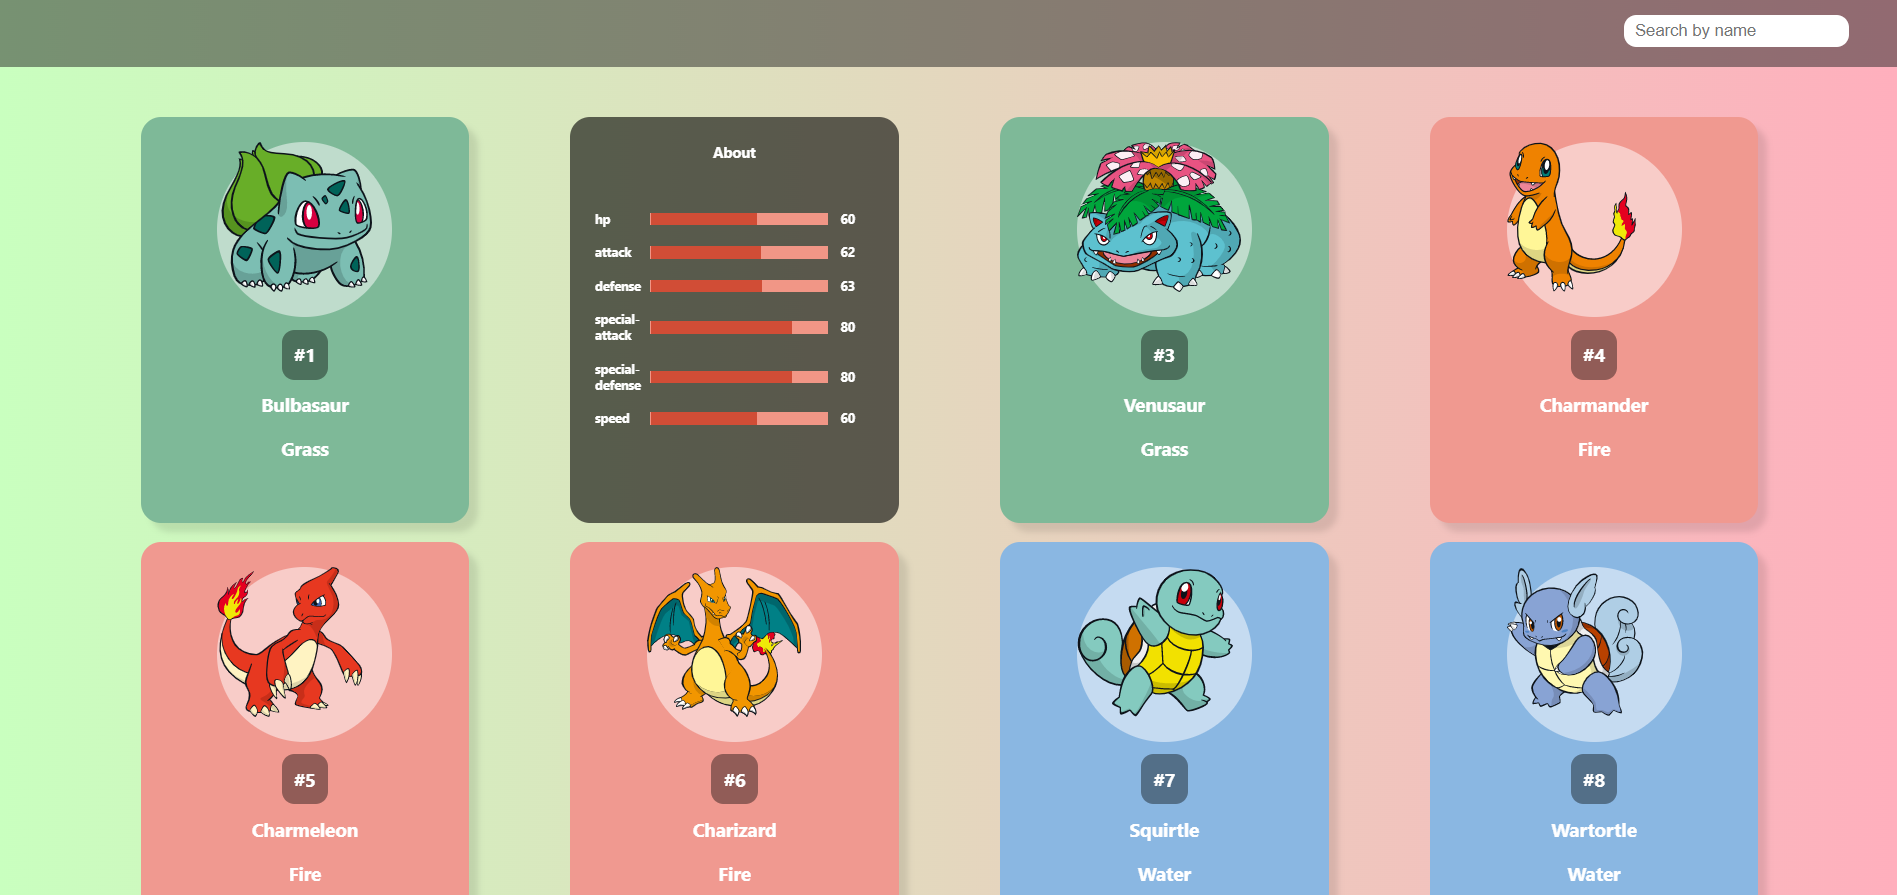 Search by name
#1
Bulbasaur
Grass
About
hp 60
attack 62
defense 63
special-
attack 80
special-
defense 80
speed 60
#3
Venusaur
Grass
#4
Charmander
Fire
#5
Charmeleon
Fire
#6
Charizard
Fire
#7
Squirtle
Water
#8
Wartortle
Water